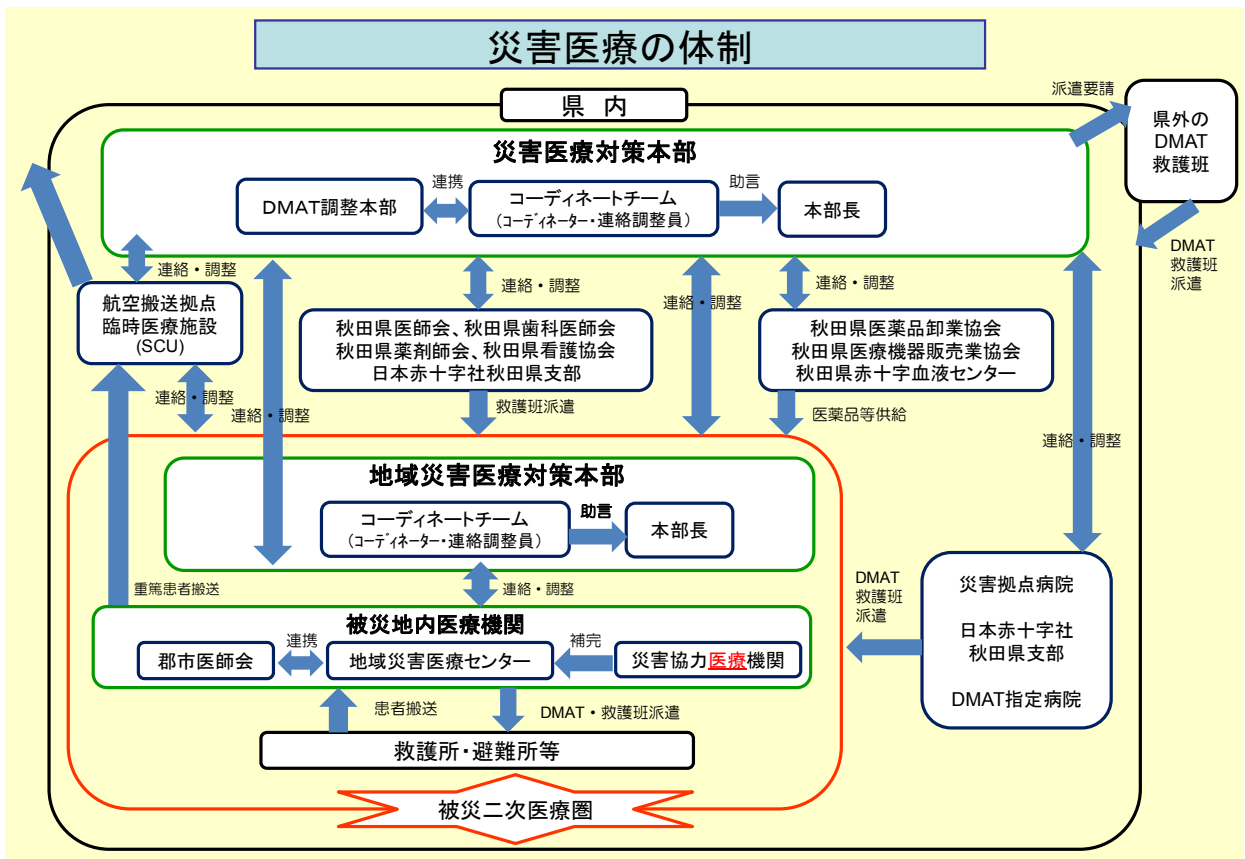 災害医療の体制
県 内
派遣要請
県外の
DMAT
救護班
災害医療対策本部
DMAT調整本部
連携
コーディネートチーム
(コーディネーター・連絡調整員)
助言
本部長
DMAT
救護班
派遣
連絡・調整
連絡・調整
連絡・調整
連絡・調整
航空搬送拠点
臨時医療施設
(SCU)
秋田県医師会、秋田県歯科医師会
秋田県薬剤師会、秋田県看護協会
日本赤十字社秋田県支部
秋田県医薬品卸業協会
秋田県医療機器販売業協会
秋田県赤十字血液センター
連絡・調整
連絡・調整
救護班派遣
医薬品等供給
連絡・調整
地域災害医療対策本部
コーディネートチーム
(コーディネーター・連絡調整員)
助言
本部長
重篤患者搬送
連絡・調整
DMAT
救護班
派遣
災害拠点病院
日本赤十字社
秋田県支部
DMAT指定病院
被災地内医療機関
郡市医師会
連携
地域災害医療センター
補完
災害協力医療機関
患者搬送
DMAT・救護班派遣
救護所・避難所等
被災二次医療圏